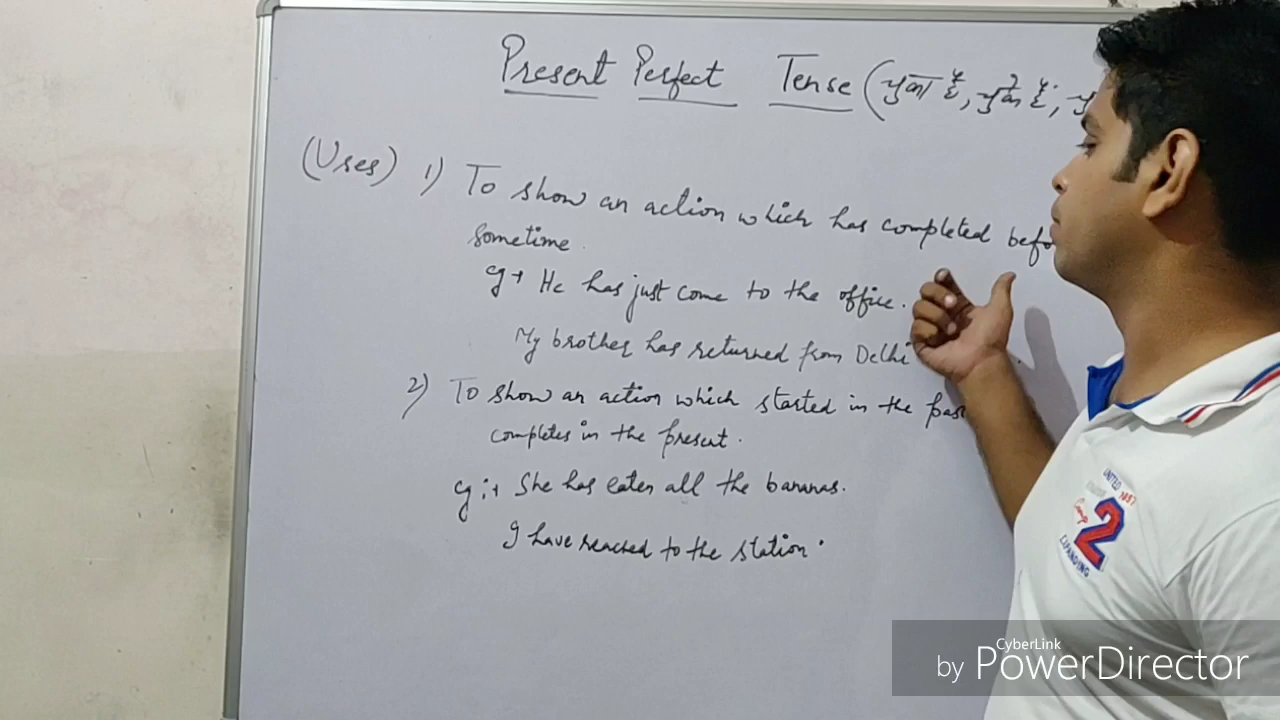 Present Perfect Tense (चुका है, चुके हैं,
(Uses) 1) To show an action which has completed befo
sometime.
eg → He has just come to the office.
My brother has returned from Delhi
2) To show an action which started in the pas
completes in the present.
eg :→ She has eaten all the bananas.
I have reached to the station.
UNITED
2
EXPANDING
CyberLink
by PowerDirector